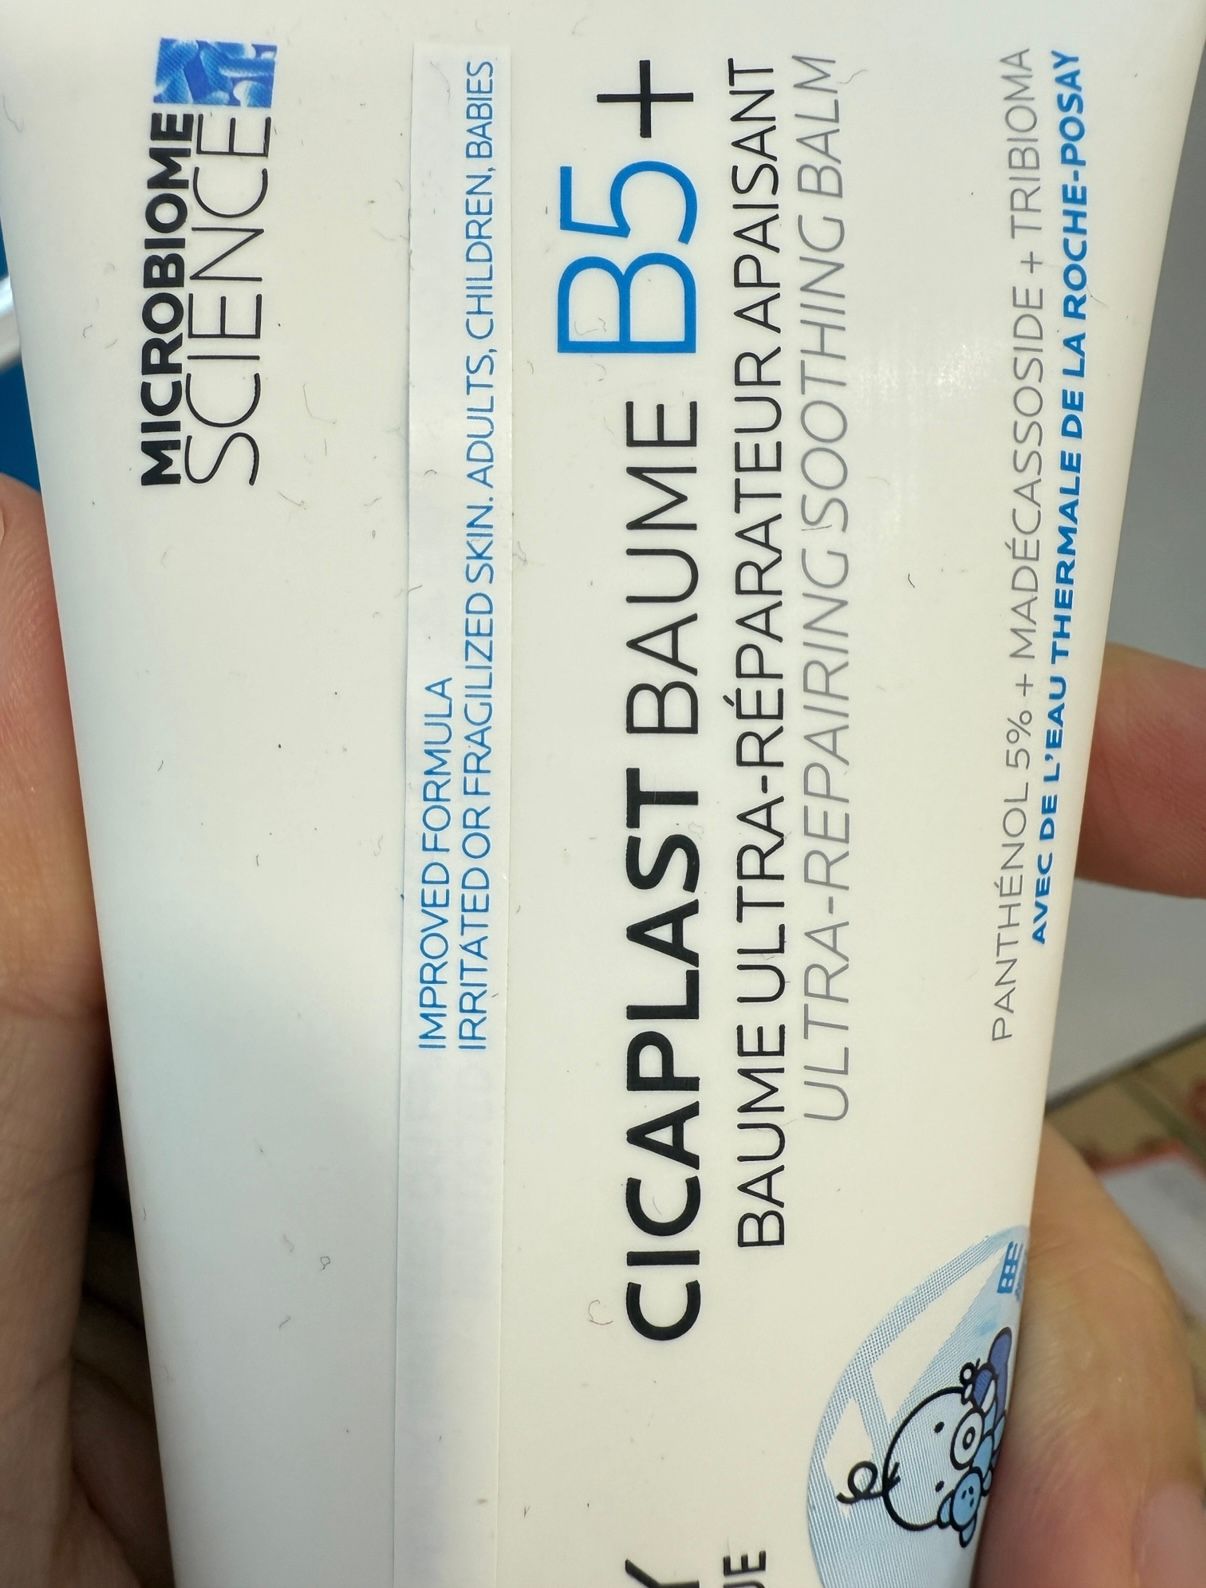 MICROBIOME
SCIENCE
IMPROVED FORMULA
IRRITATED OR FRAGILIZED SKIN. ADULTS, CHILDREN, BABIES
CICAPLAST BAUME B5+
BAUME ULTRA-RÉPARATEUR APAISANT
ULTRA-REPAIRING SOOTHING BALM
PANTHÉNOL 5% + MADÉCASSOSIDE + TRIBIOMA
AVEC DE L'EAU THERMALE DE LA ROCHE-POSAY